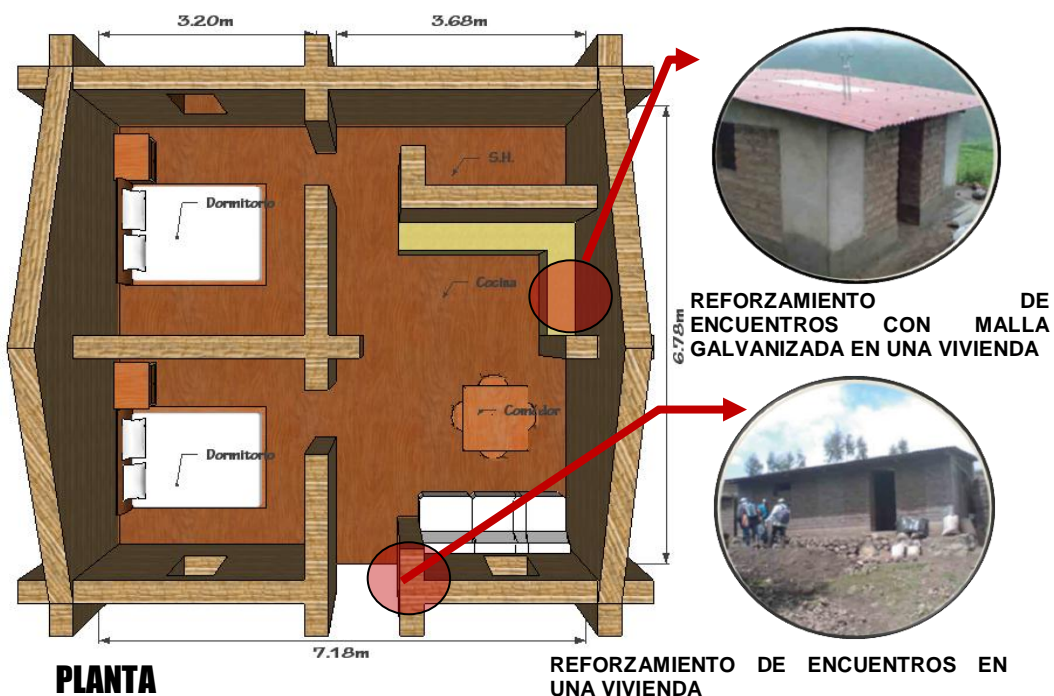 3.20m
3.68m
S.H.
Dormitorio
Cocina
6.78m
REFORZAMIENTO DE
ENCUENTROS CON MALLA
GALVANIZADA EN UNA VIVIENDA
Comedor
Dormitorio
7.18m
PLANTA
REFORZAMIENTO DE ENCUENTROS EN
UNA VIVIENDA